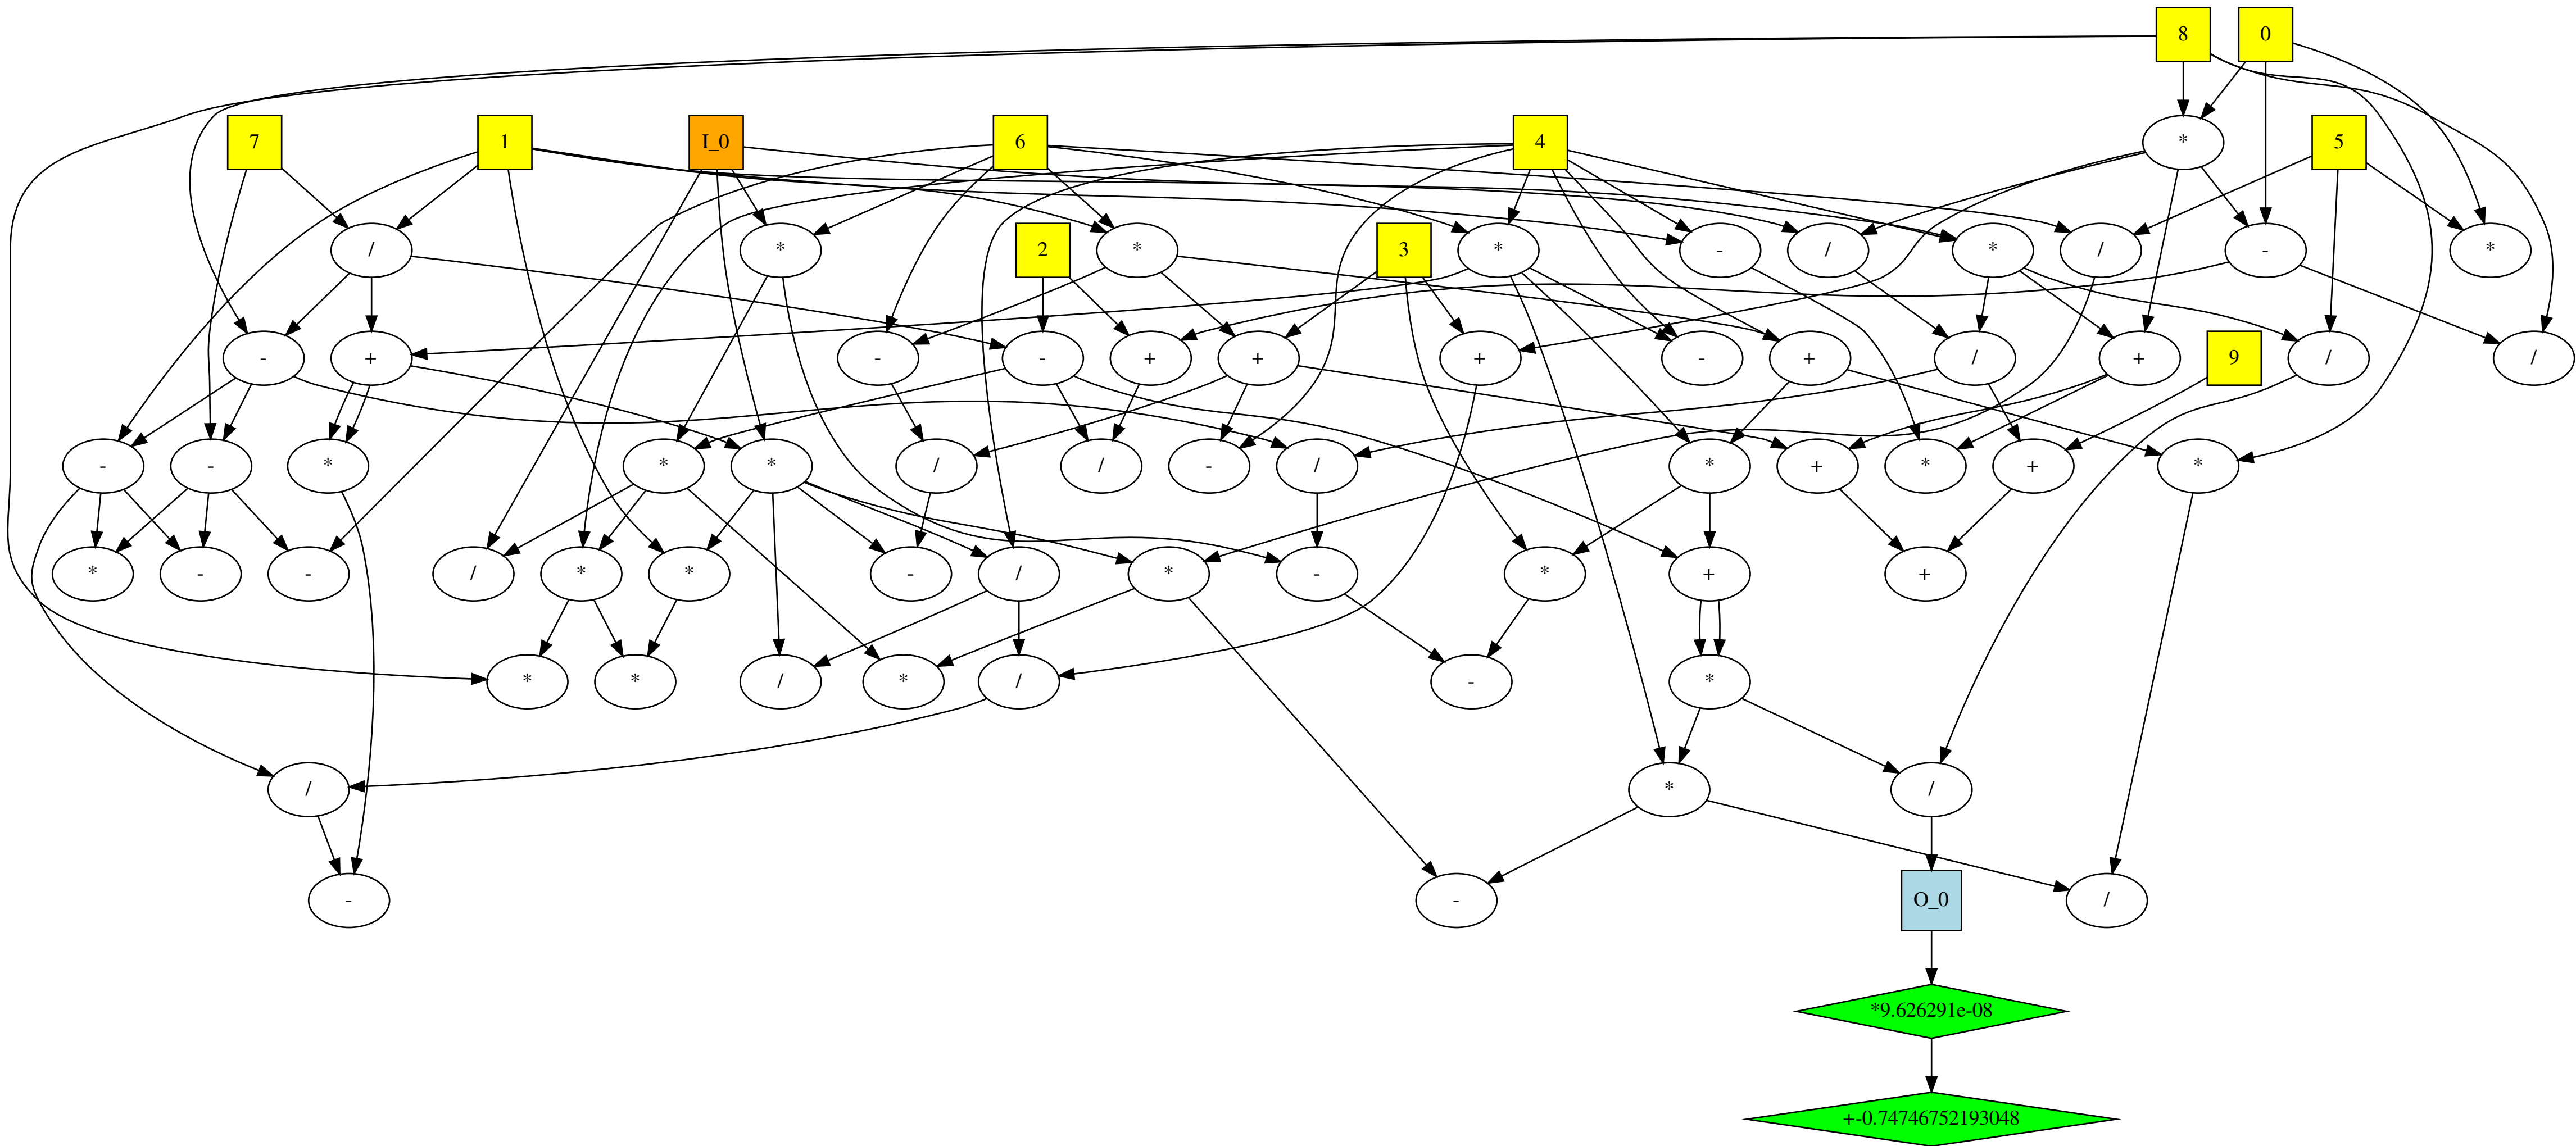 8 0
7 1 I_0 6 4 * 5
/ * 2 * 3 * - / * / - *
- + - - + + + - + / + 9 / /
- - * * * / / - / * + * + *
* - - / * * - / * - * + +
* * / * / - *
/ * /
- - O_0 /
*9.626291e-08
+-0.74746752193048